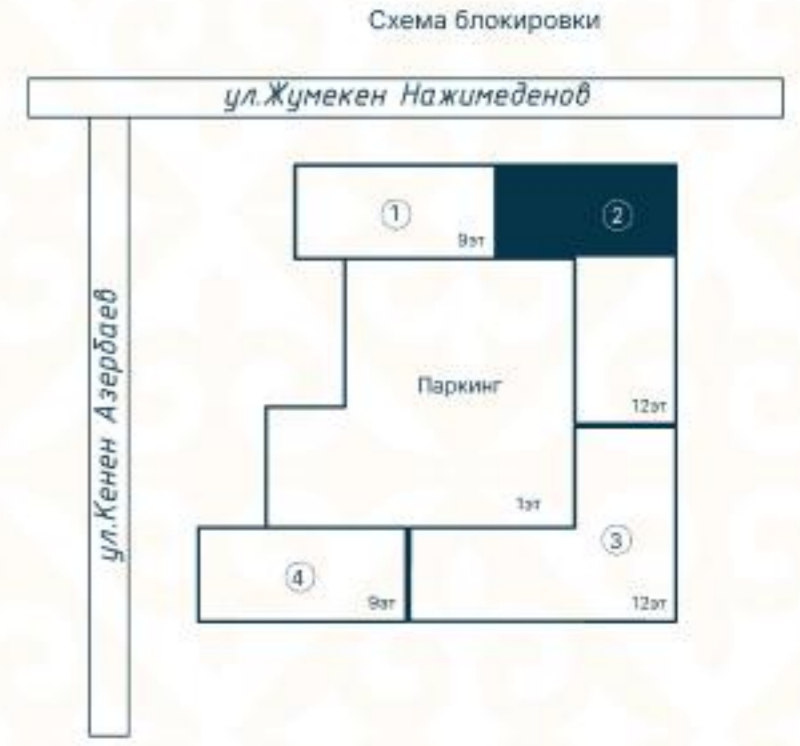 Схема блокировки
ул.Жумекен Нажимеденов
ул.Кенен Азербаев
1
9эт
2
Паркинг
12эт
1эт
3
4
9эт
12эт